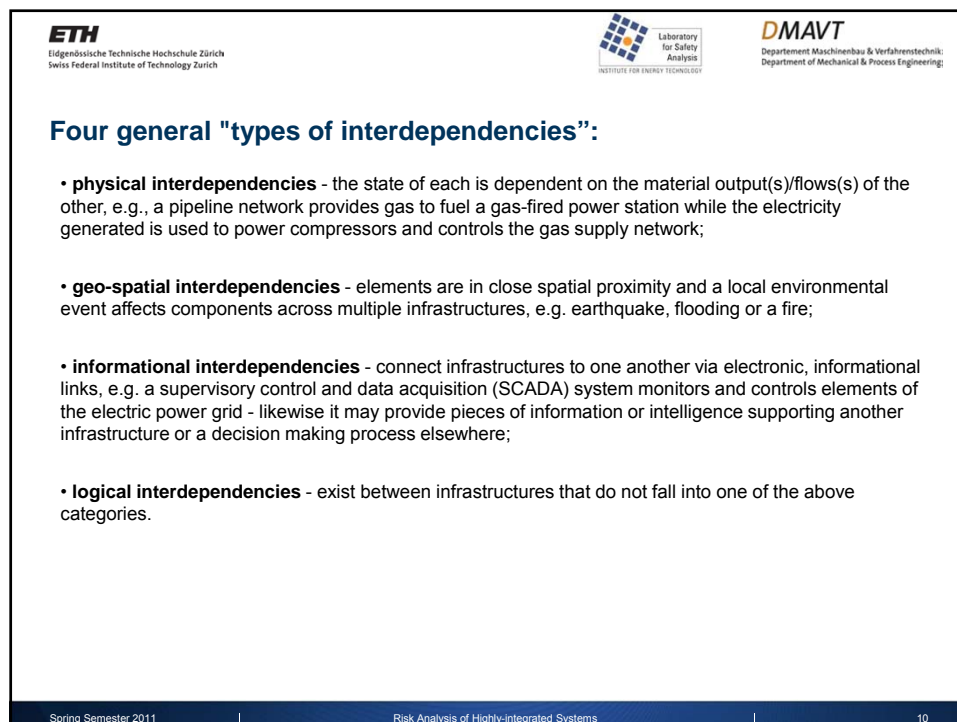 ETH
Eidgenössische Technische Hochschule Zürich
Swiss Federal Institute of Technology Zurich
Laboratory
for Safety
Analysis
INSTITUTE FOR ENERGY TECHNOLOGY
DMAVT
Departement Maschinenbau & Verfahrenstechnik
Department of Mechanical & Process Engineering
Four general "types of interdependencies”:
• physical interdependencies - the state of each is dependent on the material output(s)/flows(s) of the
other, e.g., a pipeline network provides gas to fuel a gas-fired power station while the electricity
generated is used to power compressors and controls the gas supply network;
• geo-spatial interdependencies - elements are in close spatial proximity and a local environmental
event affects components across multiple infrastructures, e.g. earthquake, flooding or a fire;
• informational interdependencies - connect infrastructures to one another via electronic, informational
links, e.g. a supervisory control and data acquisition (SCADA) system monitors and controls elements of
the electric power grid - likewise it may provide pieces of information or intelligence supporting another
infrastructure or a decision making process elsewhere;
• logical interdependencies - exist between infrastructures that do not fall into one of the above
categories.
Spring Semester 2011 | Risk Analysis of Highly-integrated Systems | 10